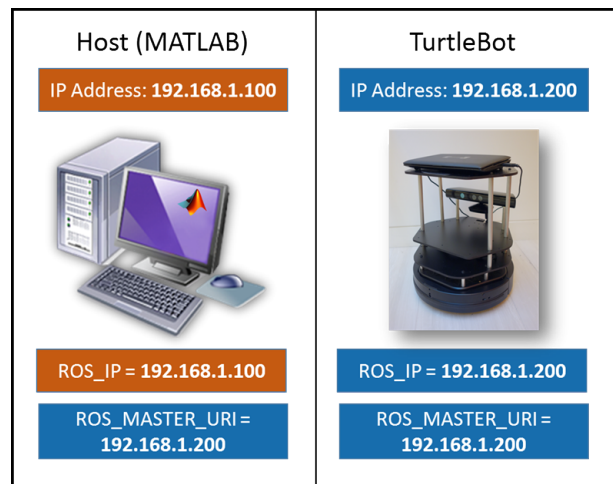 Host (MATLAB)
IP Address: 192.168.1.100
ROS_IP = 192.168.1.100
ROS_MASTER_URI =
192.168.1.200
TurtleBot
IP Address: 192.168.1.200
ROS_IP = 192.168.1.200
ROS_MASTER_URI =
192.168.1.200